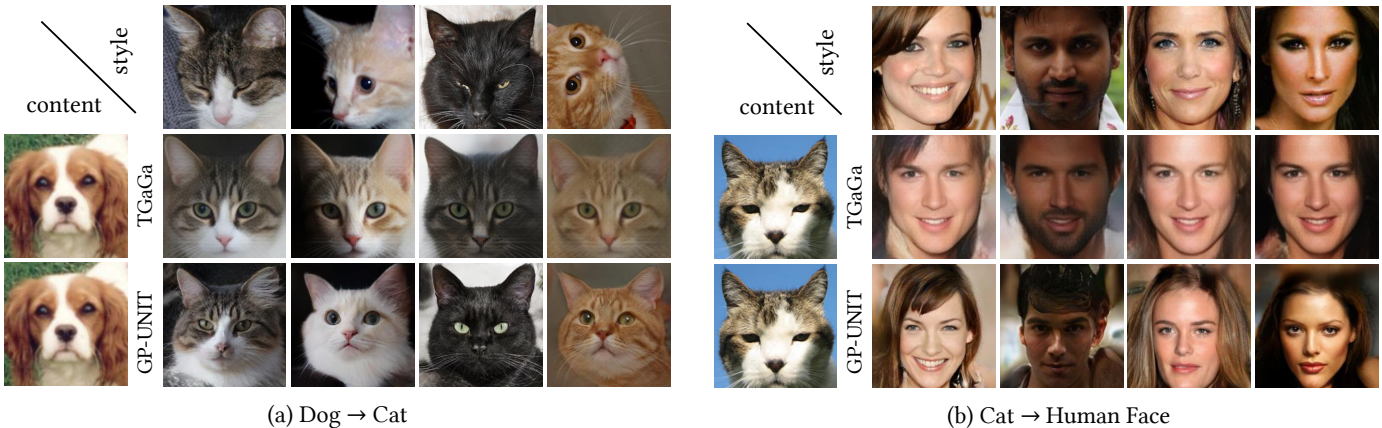 style
content
TGaGa
GP-UNIT
(a) Dog → Cat
style
content
TGaGa
GP-UNIT
(b) Cat → Human Face